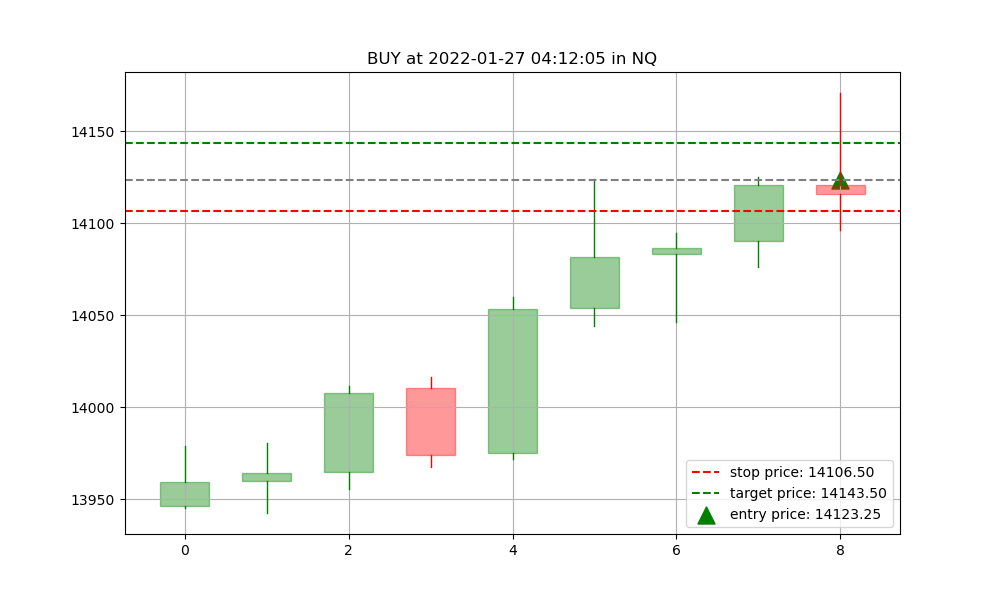 BUY at 2022-01-27 04:12:05 in NQ
14150
14100
14050
14000
13950
stop price: 14106.50
target price: 14143.50
entry price: 14123.25
0 2 4 6 8